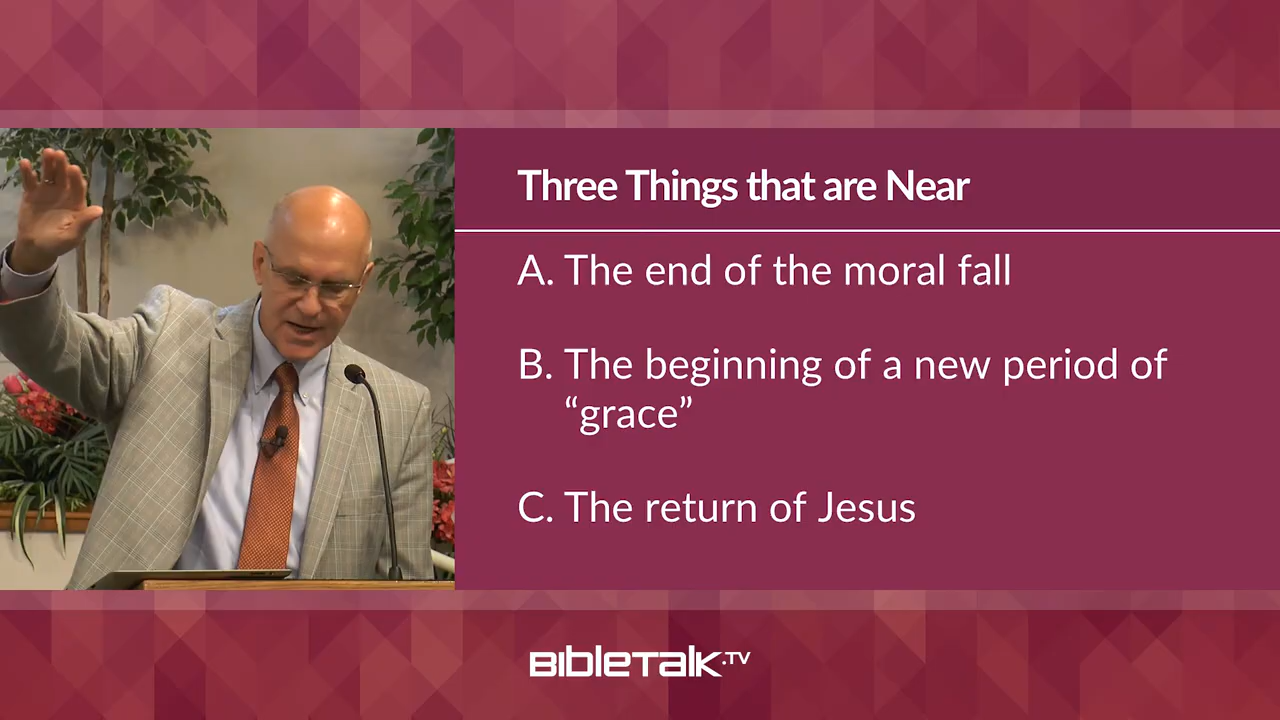 Three Things that are Near
A. The end of the moral fall
B. The beginning of a new period of
“grace”
C. The return of Jesus
BIBLETALK.TV